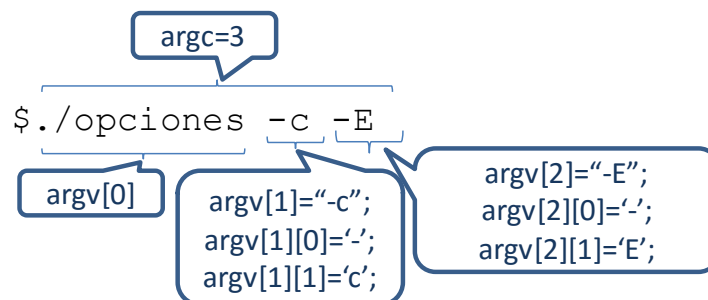 argc=3
$./opciones -c -E
argv[0]
argv[1]=“-c”;
argv[1][0]=‘-’;
argv[1][1]=‘c’;
argv[2]=“-E”;
argv[2][0]=‘-’;
argv[2][1]=‘E’;